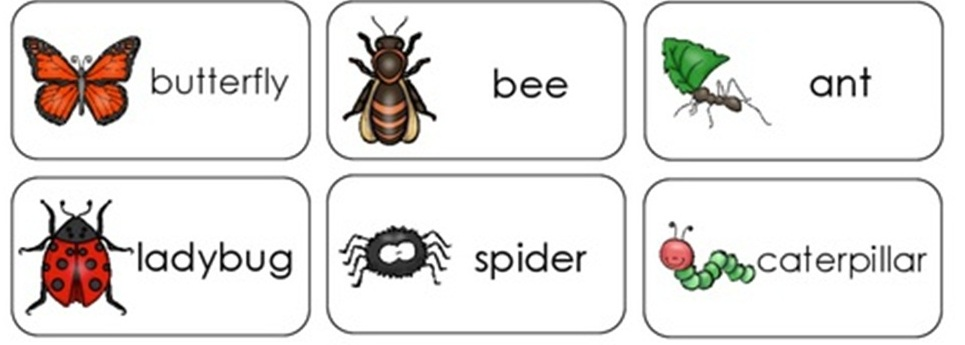 butterfly
bee
ant
ladybug
spider
caterpillar